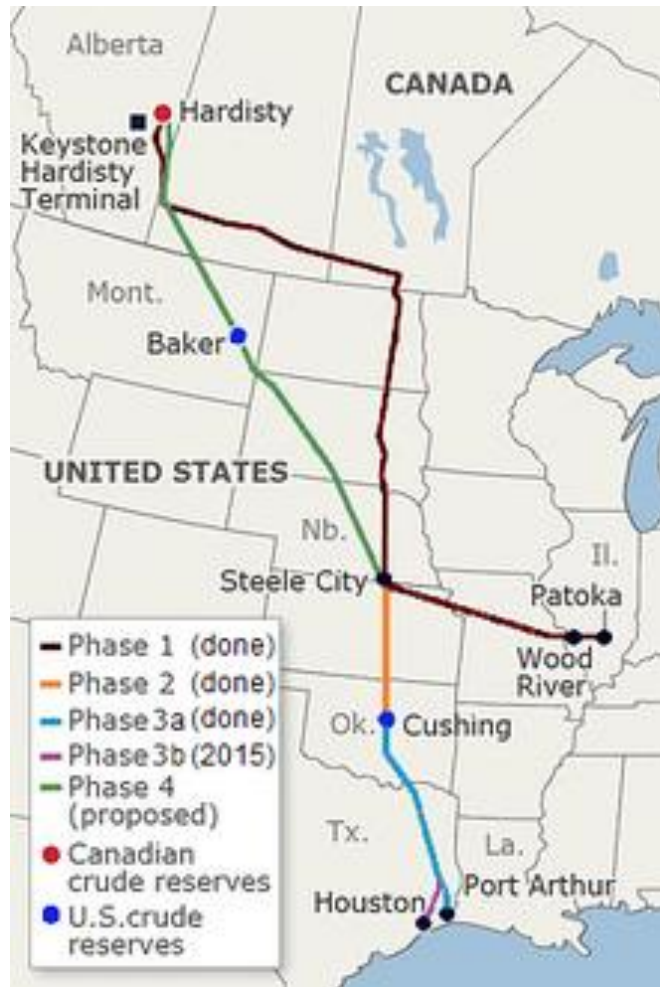 Alberta
CANADA
Hardisty
Keystone
Hardisty
Terminal
Mont.
Baker
UNITED STATES
Nb.
Il.
Steele City
Patoka
Wood
River
Phase 1 (done)
Phase 2 (done)
Phase 3a (done)
Phase 3b (2015)
Phase 4
(proposed)
Canadian
crude reserves
U.S.crude
reserves
Ok.
Cushing
Tx.
La.
Port Arthur
Houston